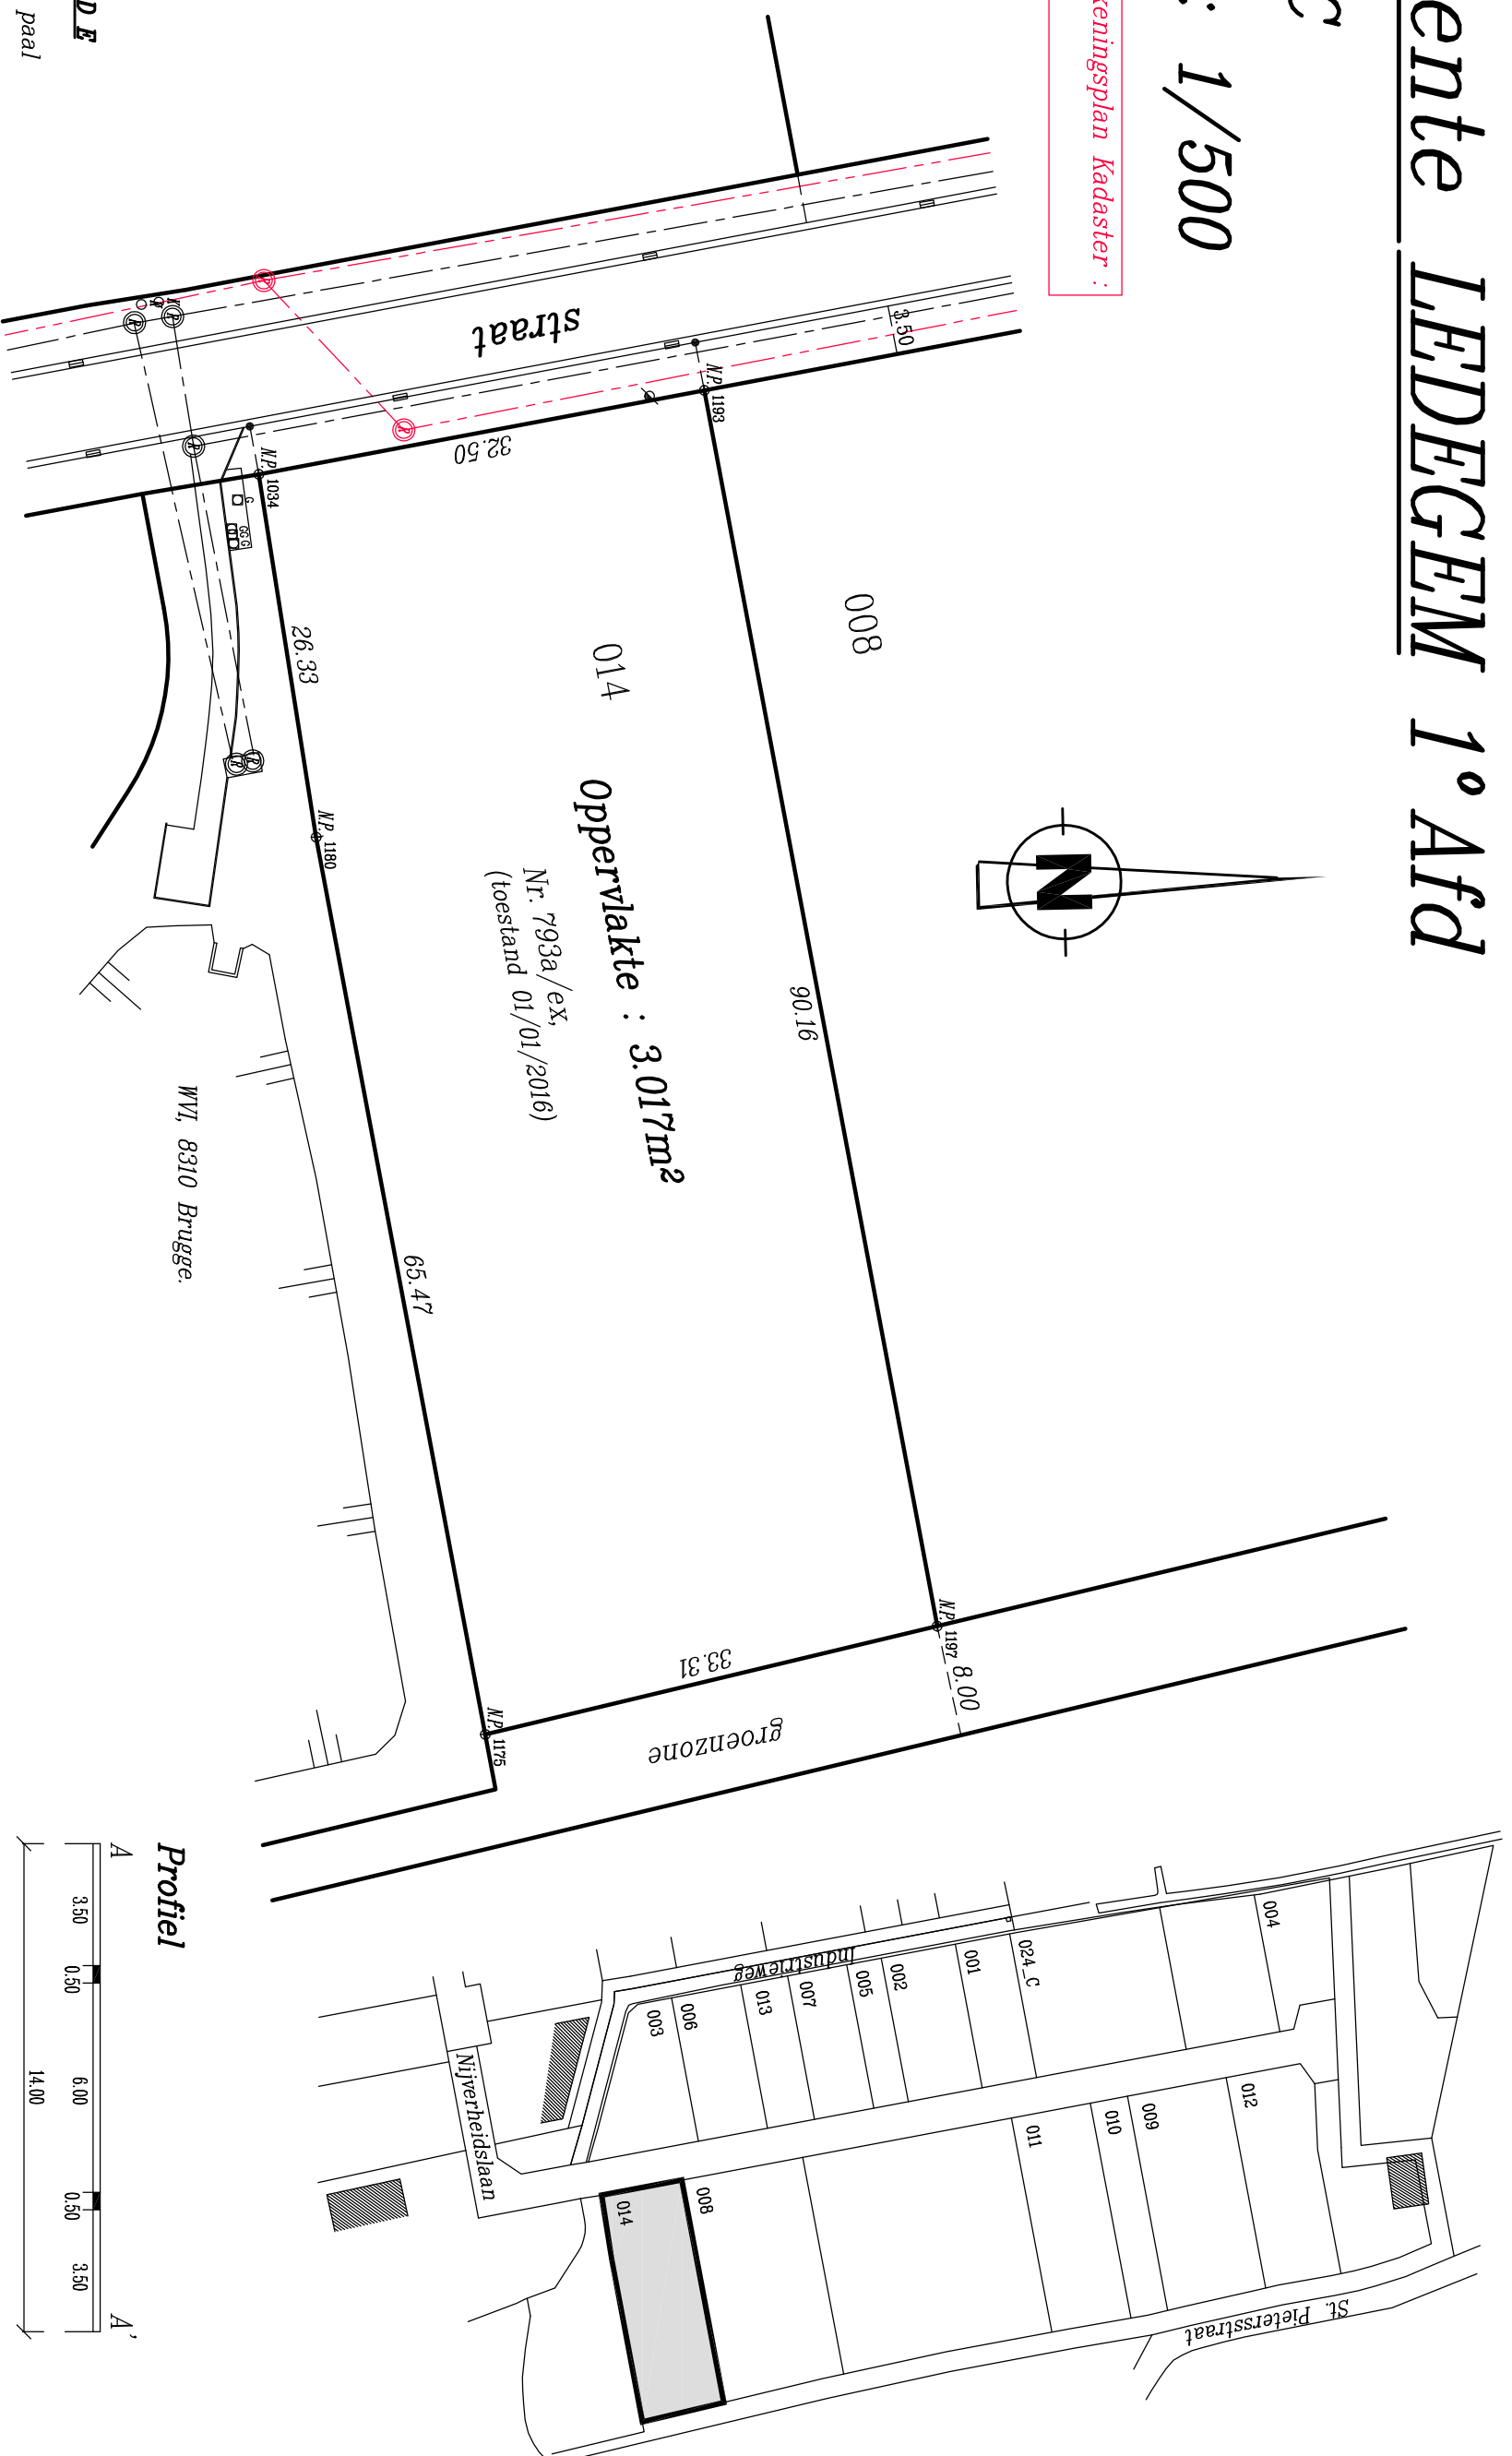 ente LEDEGEM 1° Afd
C
: 1/500
keningsplan Kadaster :
DE
paal
straat
3.50
N.P. 1193
32.50
N.P. 1034
G
GGG
008
014
26.33
N.P. 1180
90.16
Oppervlakte : 3.017m²
Nr. 793a/ex,
(toestand 01/01/2016)
N
65.47
WVI, 8310 Brugge.
N.P. 1197
8.00
33.31
N.P. 1175
groenzone
Profiel
A
A'
3.50
0.50
6.00
0.50
3.50
14.00
004
024_C
001
002
005
007
013
006
003
Industrieweg
Nijverheidslaan
012
009
010
011
008
014
St. Pietersstraat